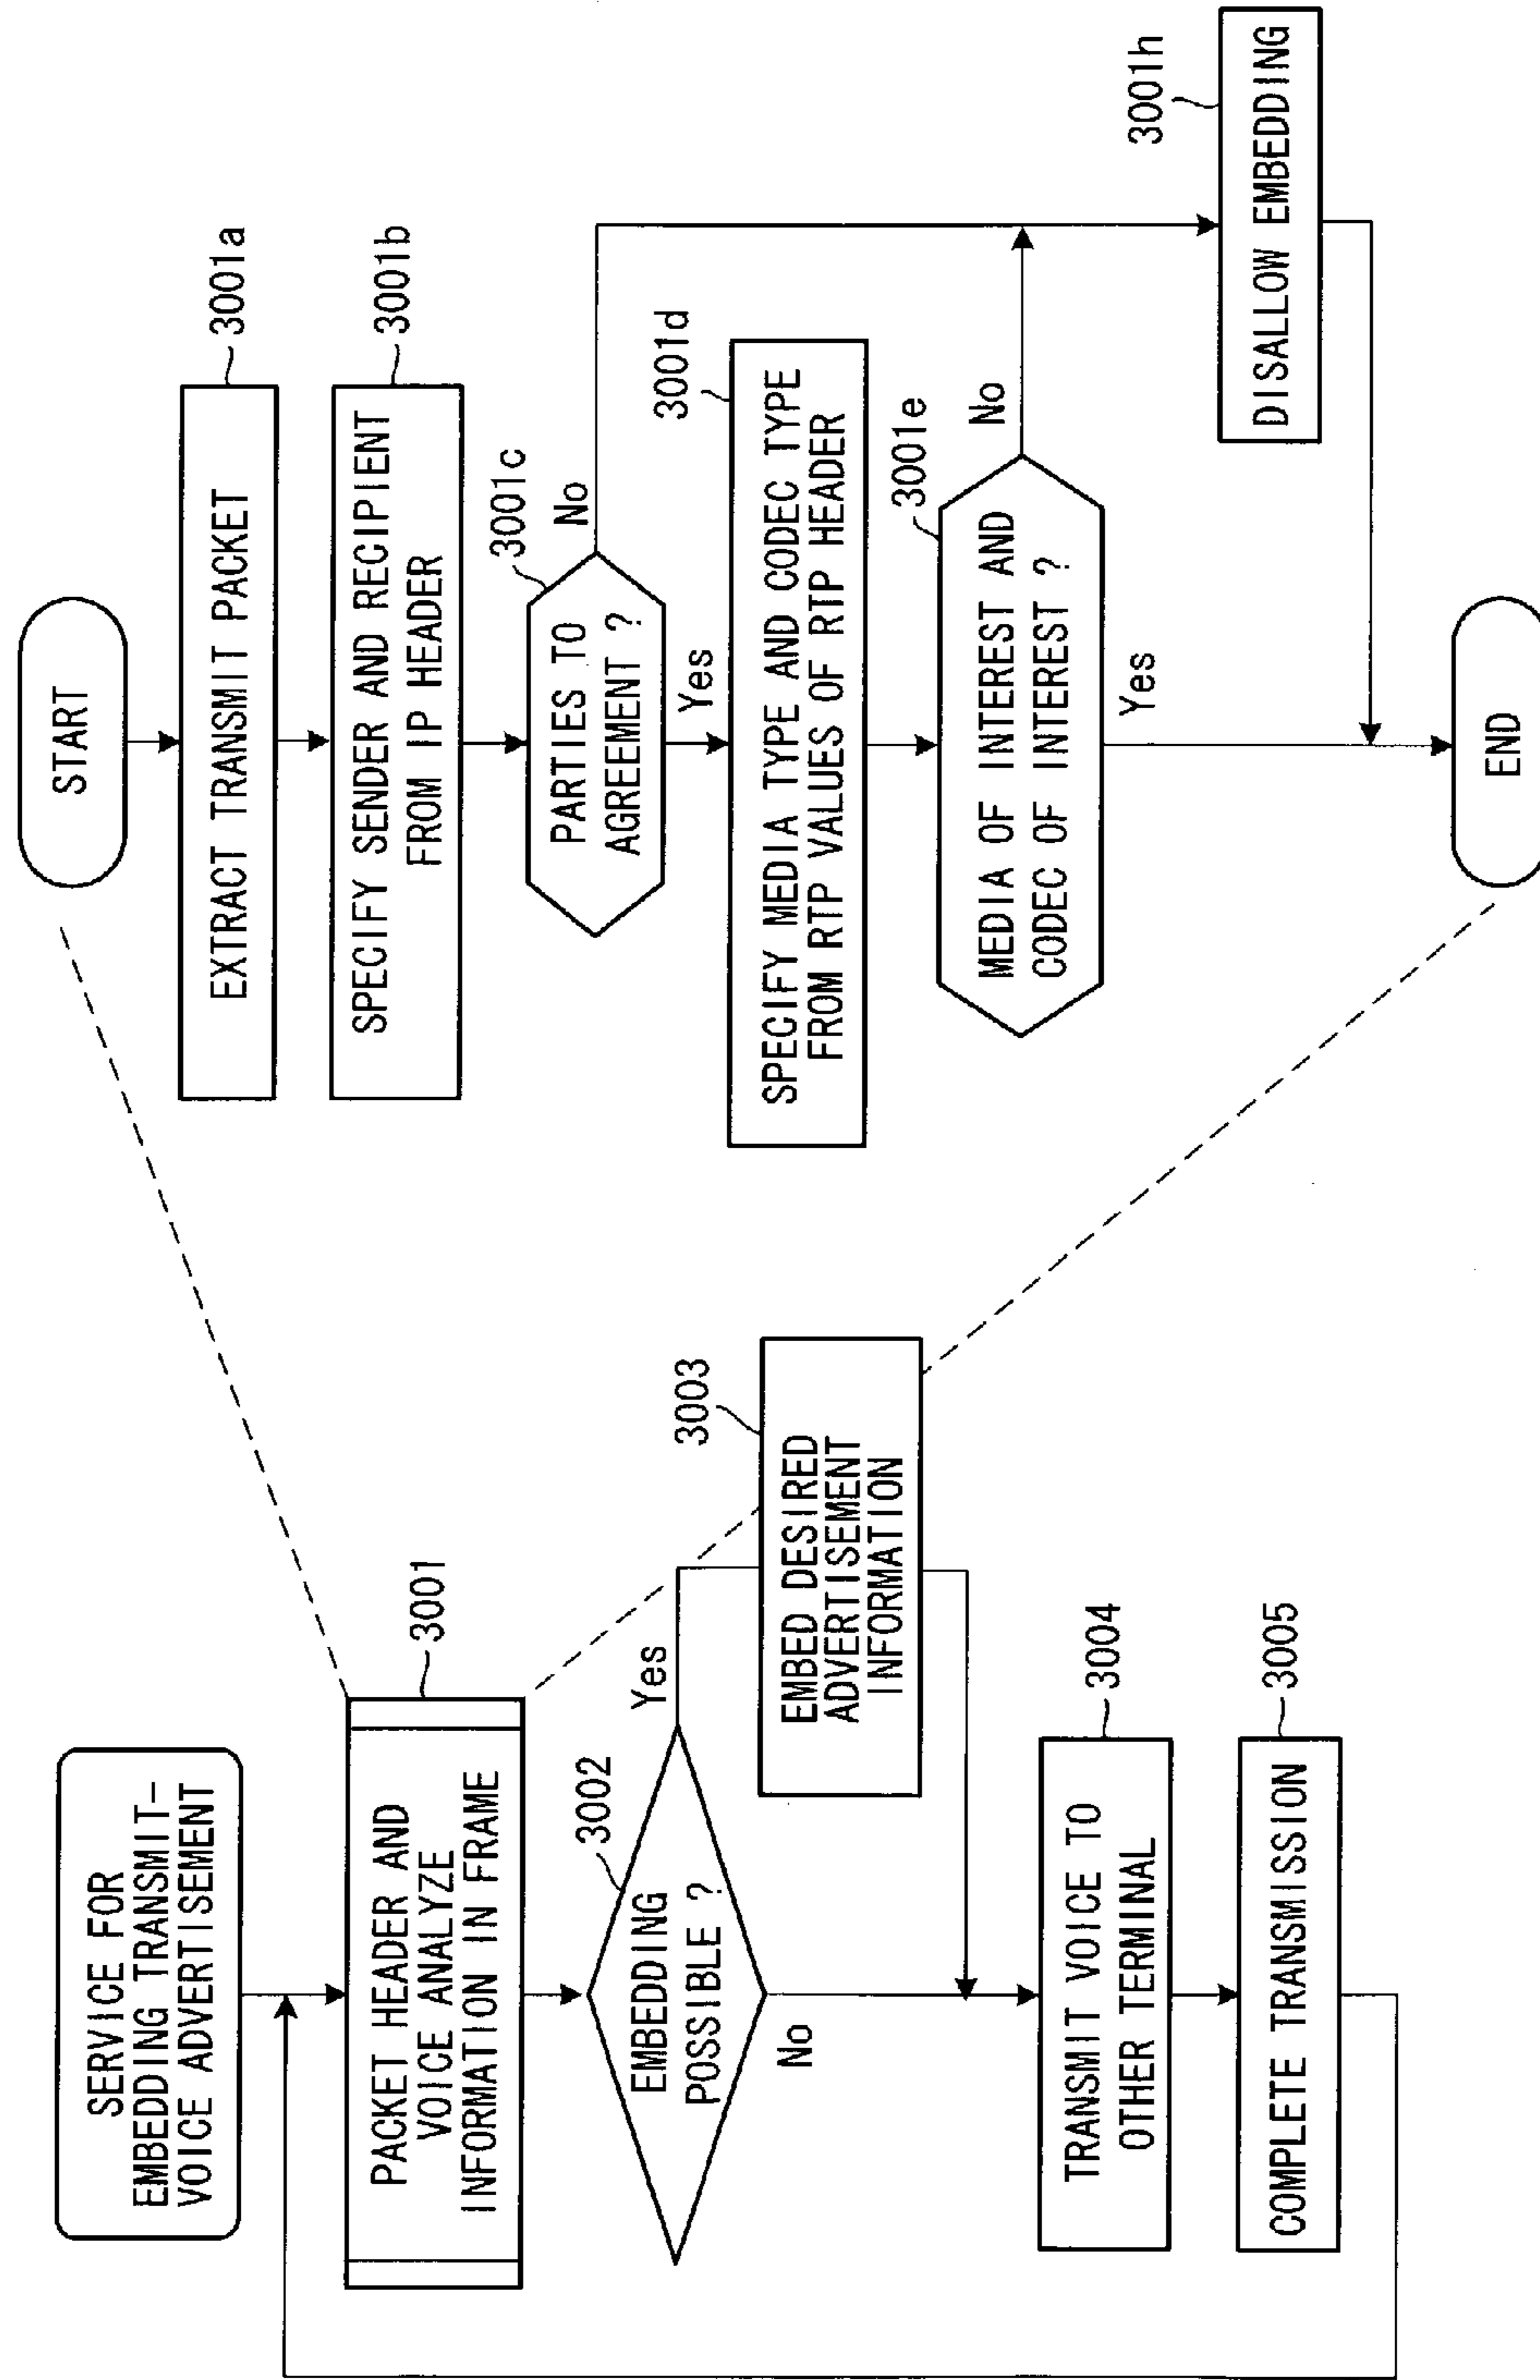 SERVICE FOR
EMBEDDING TRANSMIT-
VOICE ADVERTISEMENT
3001
PACKET HEADER AND
VOICE ANALYZE
INFORMATION IN FRAME
3002
EMBEDDING
POSSIBLE ?
Yes
No
3003
EMBED DESIRED
ADVERTISEMENT
INFORMATION
3004
TRANSMIT VOICE TO
OTHER TERMINAL
3005
COMPLETE TRANSMISSION
START
3001a
EXTRACT TRANSMIT PACKET
3001b
SPECIFY SENDER AND RECIPIENT
FROM IP HEADER
3001c
PARTIES TO
AGREEMENT ?
No
Yes
3001d
SPECIFY MEDIA TYPE AND CODEC TYPE
FROM RTP VALUES OF RTP HEADER
3001e
MEDIA OF INTEREST AND
CODEC OF INTEREST ?
No
Yes
3001h
DISALLOW EMBEDDING
END